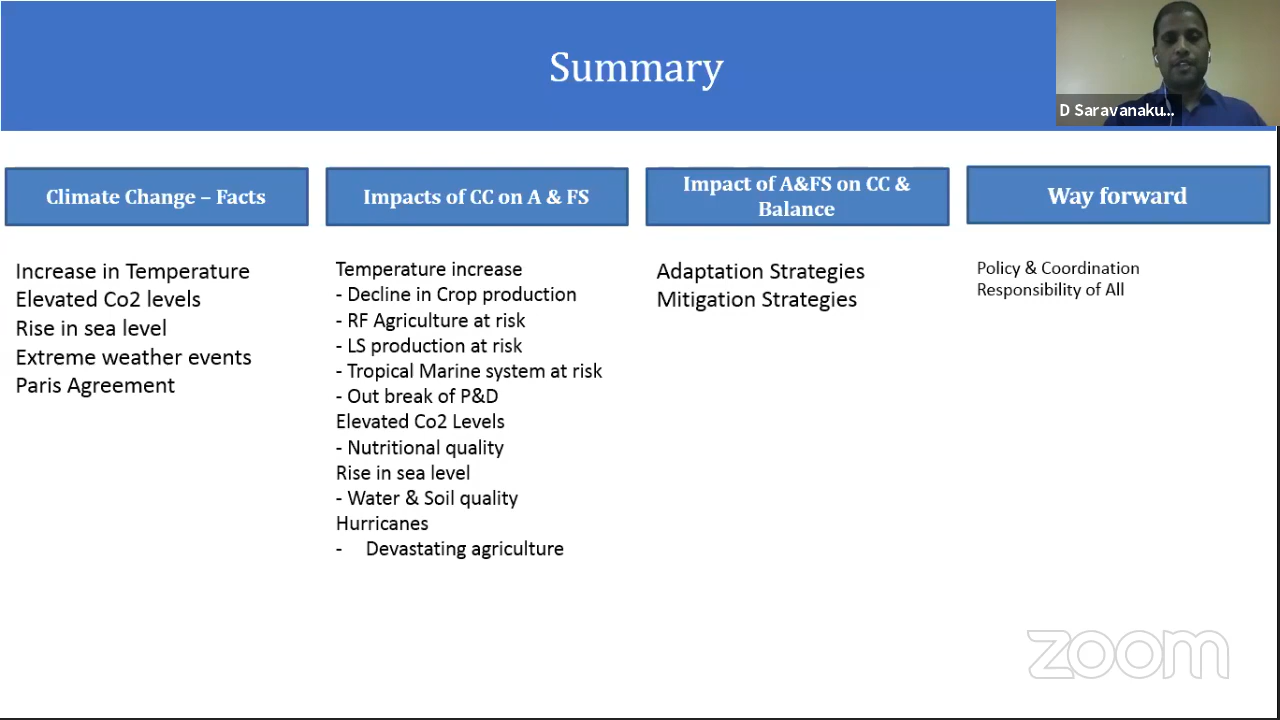 Summary
D Saravanaku...
Climate Change – Facts
Increase in Temperature
Elevated Co2 levels
Rise in sea level
Extreme weather events
Paris Agreement
Impacts of CC on A & FS
Temperature increase
- Decline in Crop production
- RF Agriculture at risk
- LS production at risk
- Tropical Marine system at risk
- Out break of P&D
Elevated Co2 Levels
- Nutritional quality
Rise in sea level
- Water & Soil quality
Hurricanes
- Devastating agriculture
Impact of A&FS on CC &
Balance
Adaptation Strategies
Mitigation Strategies
Way forward
Policy & Coordination
Responsibility of All
zoom